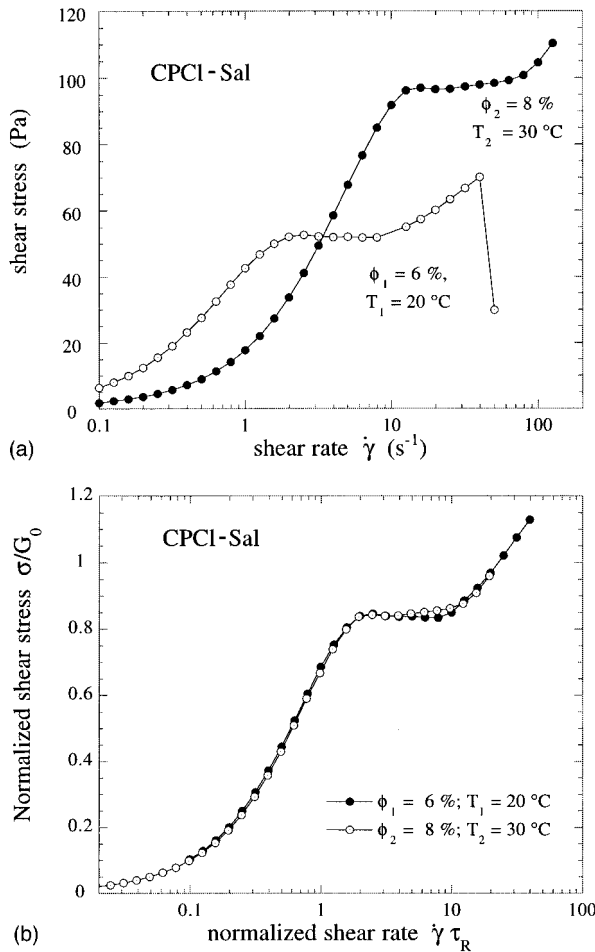 120
100
80
60
40
20
0
shear stress (Pa)
CPCl-Sal
ϕ₂ = 8 %
T₂ = 30 °C
ϕ₁ = 6 %,
T₁ = 20 °C
0.1 1 10 100
(a) shear rate γ̇ (s⁻¹)
1.2
1
0.8
0.6
0.4
0.2
0
Normalized shear stress σ/G₀
CPCl-Sal
ϕ₁ = 6 %; T₁ = 20 °C
ϕ₂ = 8 %; T₂ = 30 °C
0.1 1 10 100
(b) normalized shear rate γ̇ τ_R